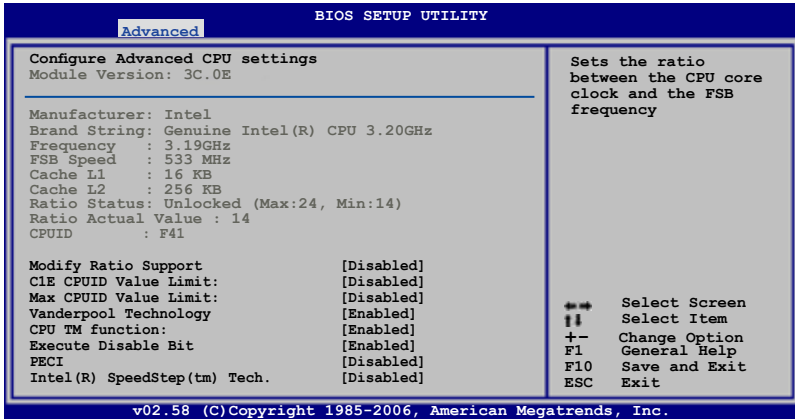 BIOS SETUP UTILITY
Advanced
Configure Advanced CPU settings
Module Version: 3C.0E
Manufacturer: Intel
Brand String: Genuine Intel(R) CPU 3.20GHz
Frequency : 3.19GHz
FSB Speed : 533 MHz
Cache L1 : 16 KB
Cache L2 : 256 KB
Ratio Status: Unlocked (Max:24, Min:14)
Ratio Actual Value : 14
CPUID : F41
Modify Ratio Support [Disabled]
C1E CPUID Value Limit: [Disabled]
Max CPUID Value Limit: [Disabled]
Vanderpool Technology [Enabled]
CPU TM function: [Enabled]
Execute Disable Bit [Enabled]
PECI [Disabled]
Intel(R) SpeedStep(tm) Tech. [Disabled]
Sets the ratio
between the CPU core
clock and the FSB
frequency
←→ Select Screen
↑↓ Select Item
+- Change Option
F1 General Help
F10 Save and Exit
ESC Exit
v02.58 (C)Copyright 1985-2006, American Megatrends, Inc.